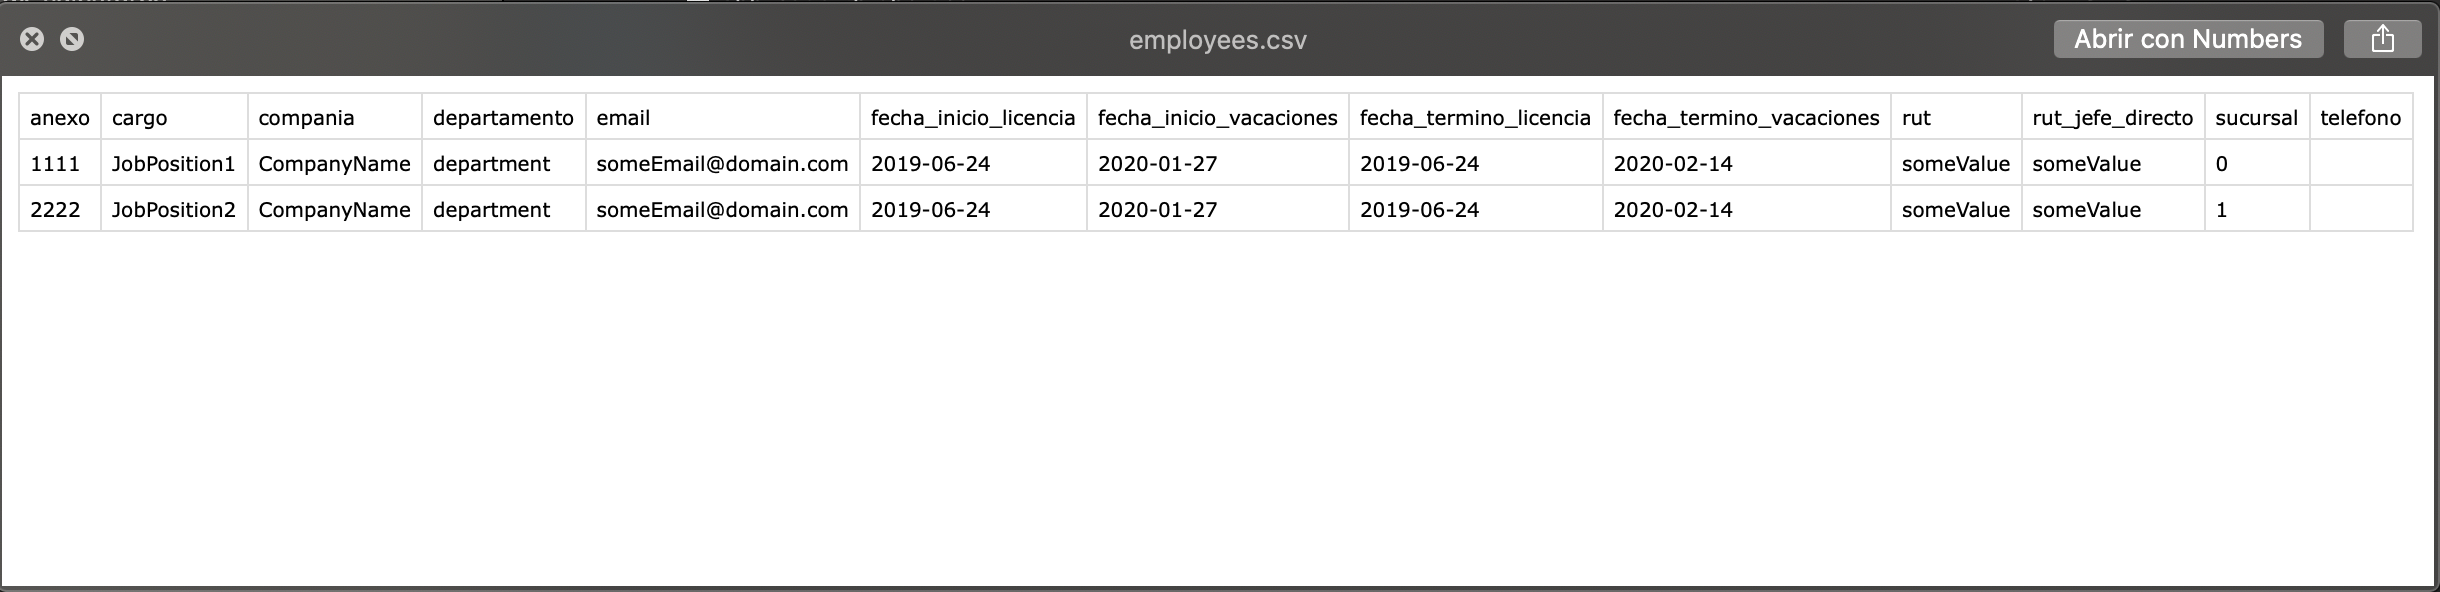 employees.csv
Abrir con Numbers
anexo cargo compania departamento email fecha_inicio_licencia fecha_inicio_vacaciones fecha_termino_licencia fecha_termino_vacaciones rut rut_jefe_directo sucursal telefono
1111 JobPosition1 CompanyName department someEmail@domain.com 2019-06-24 2020-01-27 2019-06-24 2020-02-14 someValue someValue 0
2222 JobPosition2 CompanyName department someEmail@domain.com 2019-06-24 2020-01-27 2019-06-24 2020-02-14 someValue someValue 1